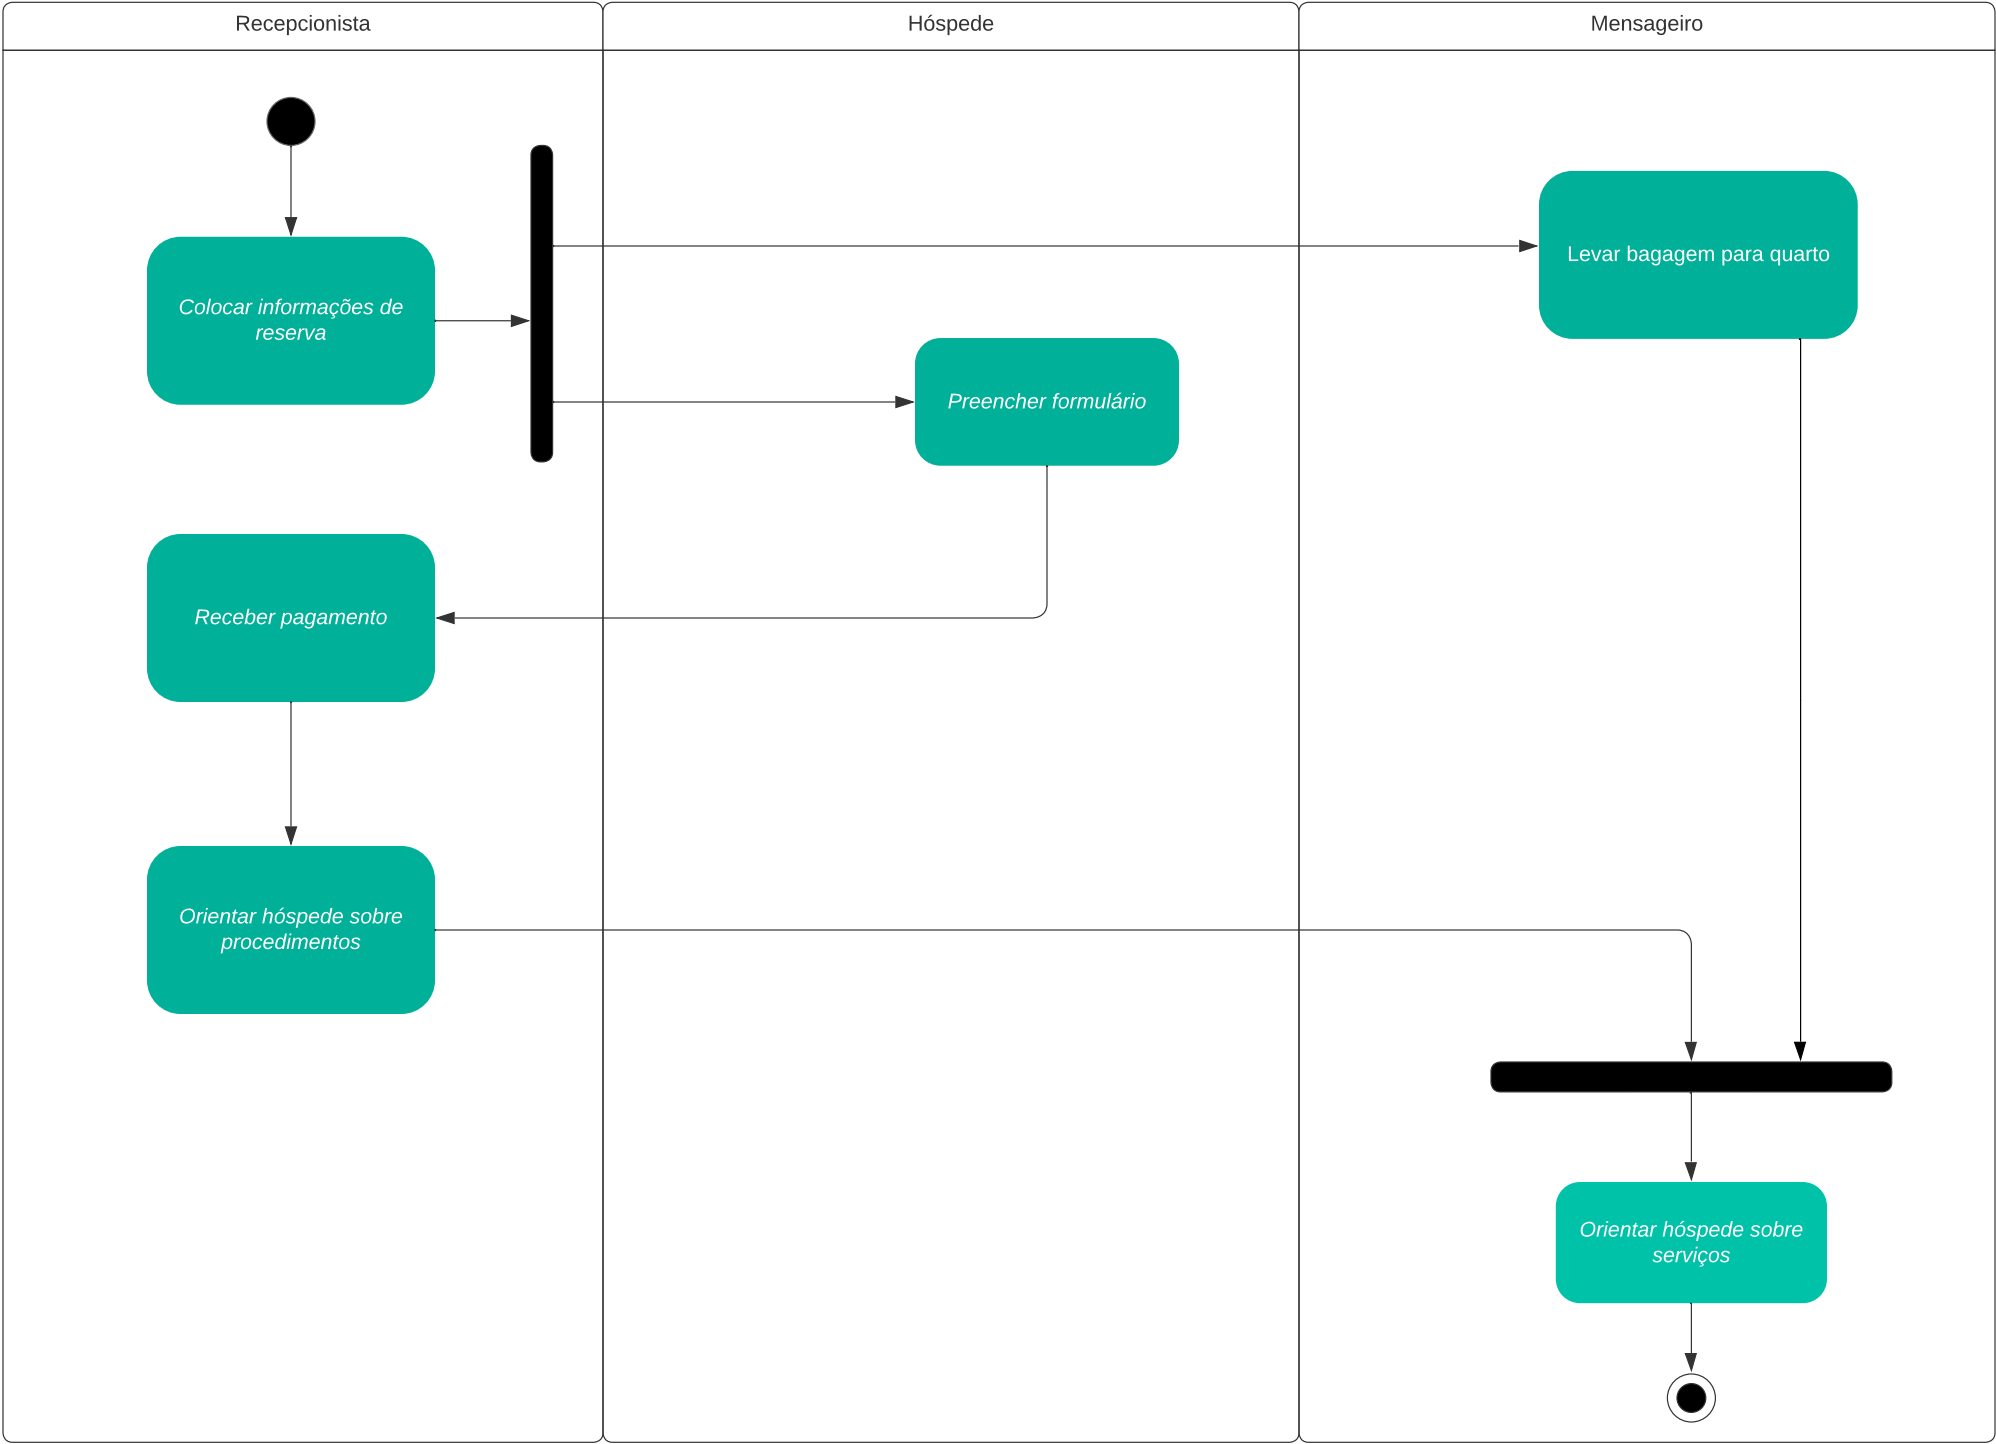 Recepcionista
Hóspede
Mensageiro
Levar bagagem para quarto
Colocar informações de
reserva
Preencher formulário
Receber pagamento
Orientar hóspede sobre
procedimentos
Orientar hóspede sobre
serviços